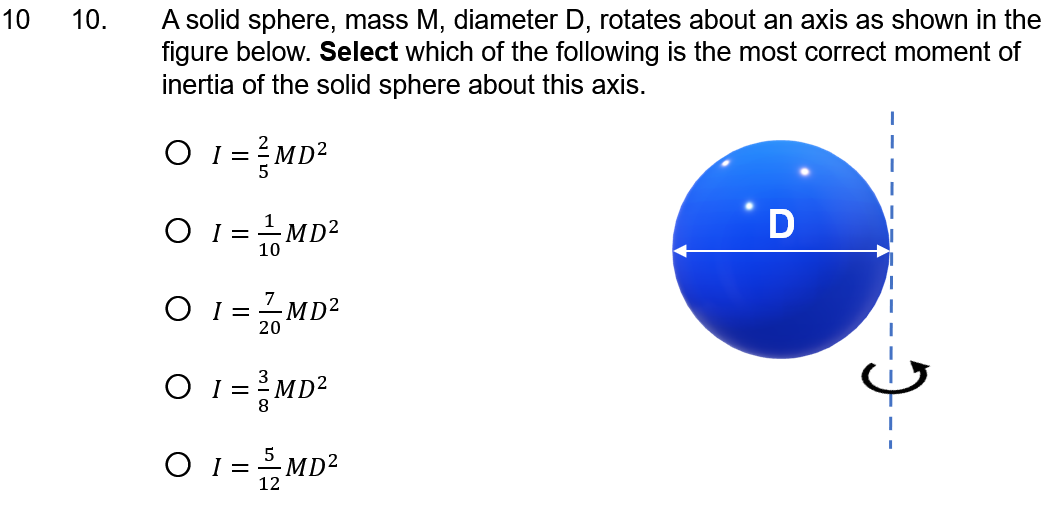 10 10. A solid sphere, mass M, diameter D, rotates about an axis as shown in the
figure below. Select which of the following is the most correct moment of
inertia of the solid sphere about this axis.
I = 2/5 MD²
I = 1/10 MD²
I = 7/20 MD²
I = 3/8 MD²
I = 5/12 MD²
D